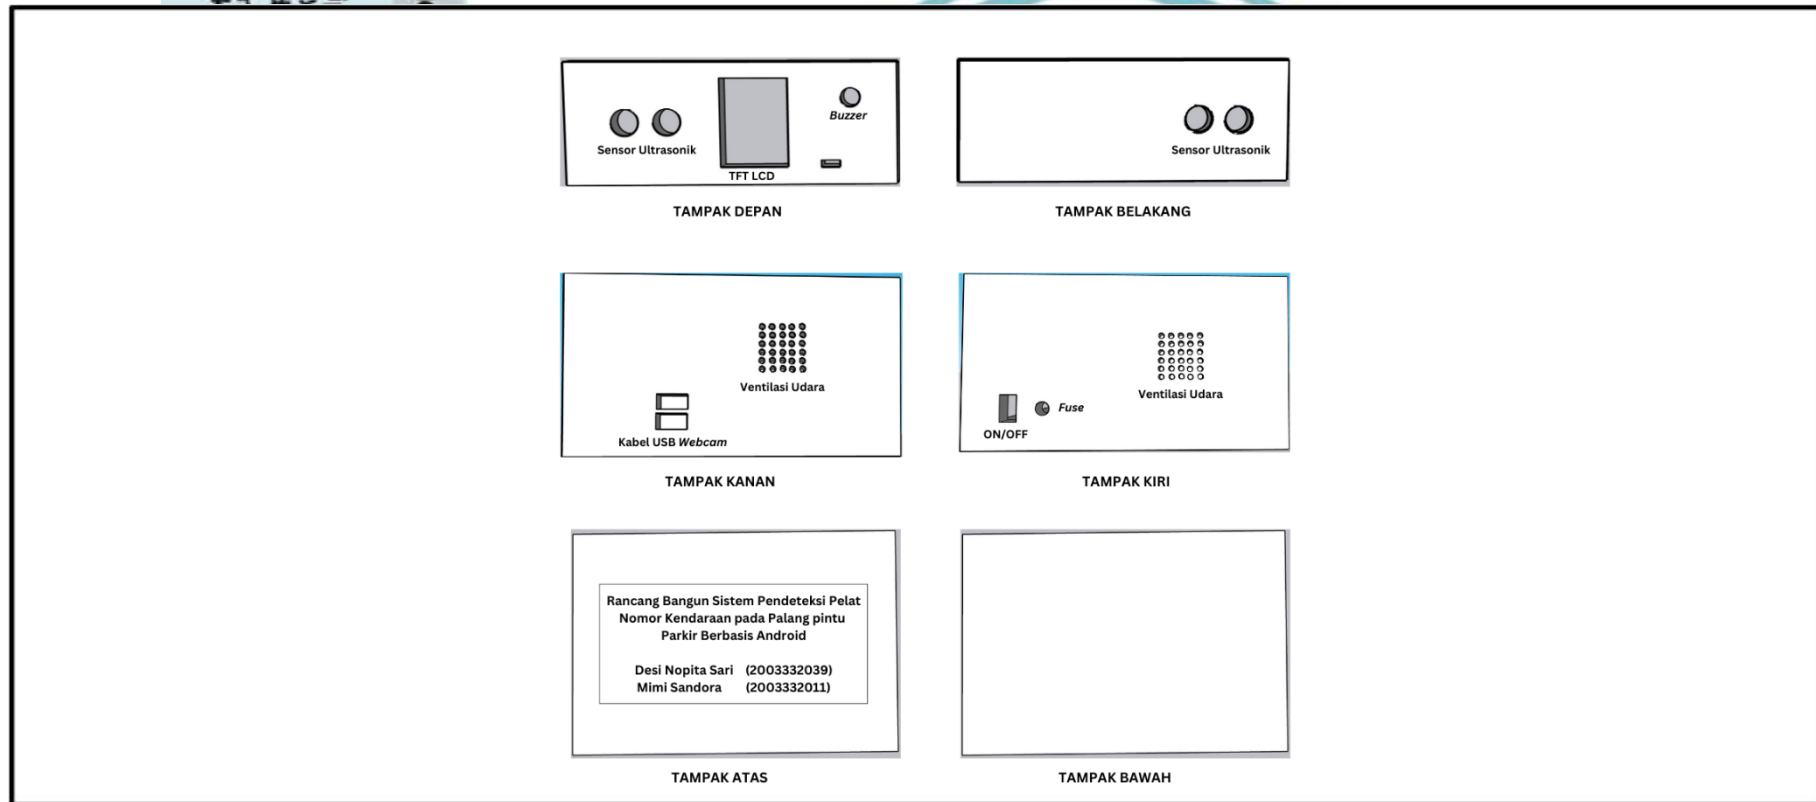 Buzzer
Sensor Ultrasonik
TFT LCD
TAMPAK DEPAN
Sensor Ultrasonik
TAMPAK BELAKANG
Ventilasi Udara
Kabel USB Webcam
TAMPAK KANAN
Ventilasi Udara
Fuse
ON/OFF
TAMPAK KIRI
Rancang Bangun Sistem Pendeteksi Pelat
Nomor Kendaraan pada Palang pintu
Parkir Berbasis Android
Desi Nopita Sari (2003332039)
Mimi Sandora (2003332011)
TAMPAK ATAS
TAMPAK BAWAH